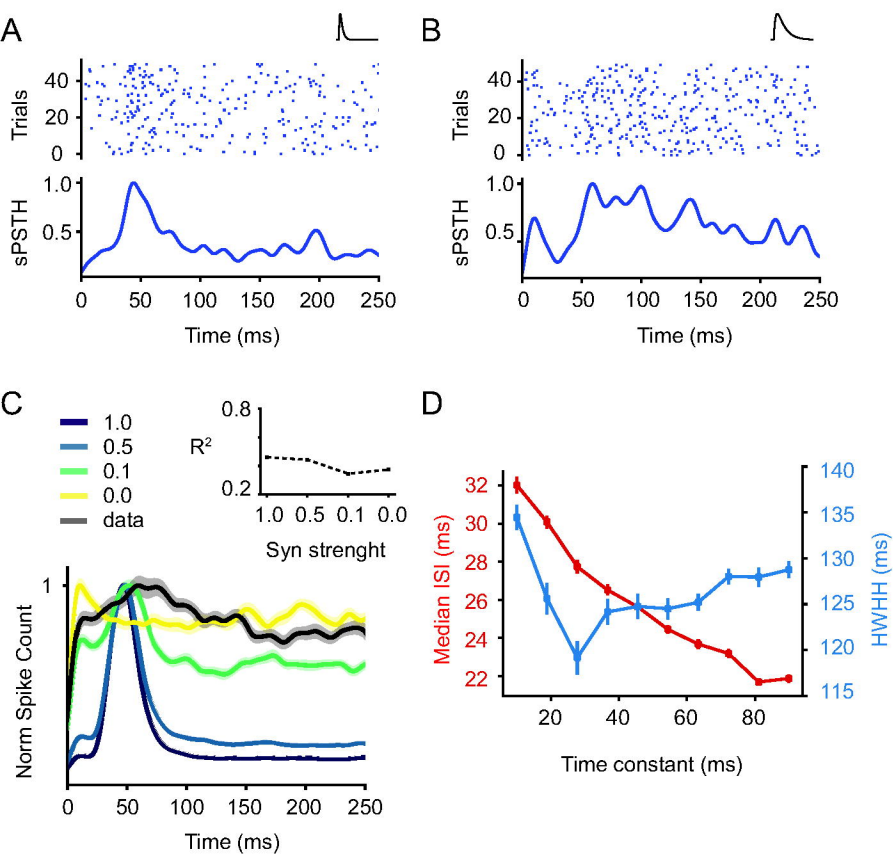 A
B
Trials
40
20
0
Trials
40
20
0
sPSTH
1.0
0.5
0 50 100 150 200 250
Time (ms)
sPSTH
1.0
0.5
0 50 100 150 200 250
Time (ms)
C
1.0
0.5
0.1
0.0
data
R2
0.8
0.2
1.0 0.5 0.1 0.0
Syn strenght
Norm Spike Count
1
0 50 100 150 200 250
Time (ms)
D
Median ISI (ms)
32
30
28
26
24
22
20 40 60 80
Time constant (ms)
140
135
130
125
120
115
HWHH (ms)